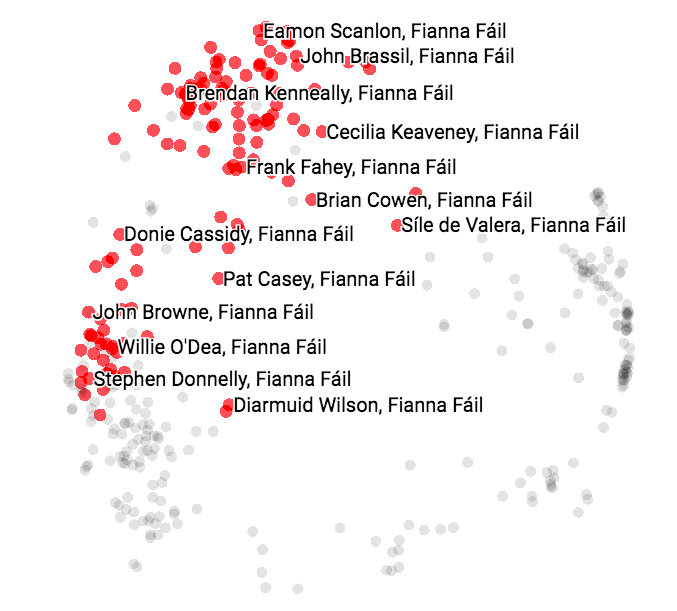 Eamon Scanlon, Fianna Fáil
John Brassil, Fianna Fáil
Brendan Kenneally, Fianna Fáil
Cecilia Keaveney, Fianna Fáil
Frank Fahey, Fianna Fáil
Brian Cowen, Fianna Fáil
Síle de Valera, Fianna Fáil
Donie Cassidy, Fianna Fáil
Pat Casey, Fianna Fáil
John Browne, Fianna Fáil
Willie O'Dea, Fianna Fáil
Stephen Donnelly, Fianna Fáil
Diarmuid Wilson, Fianna Fáil